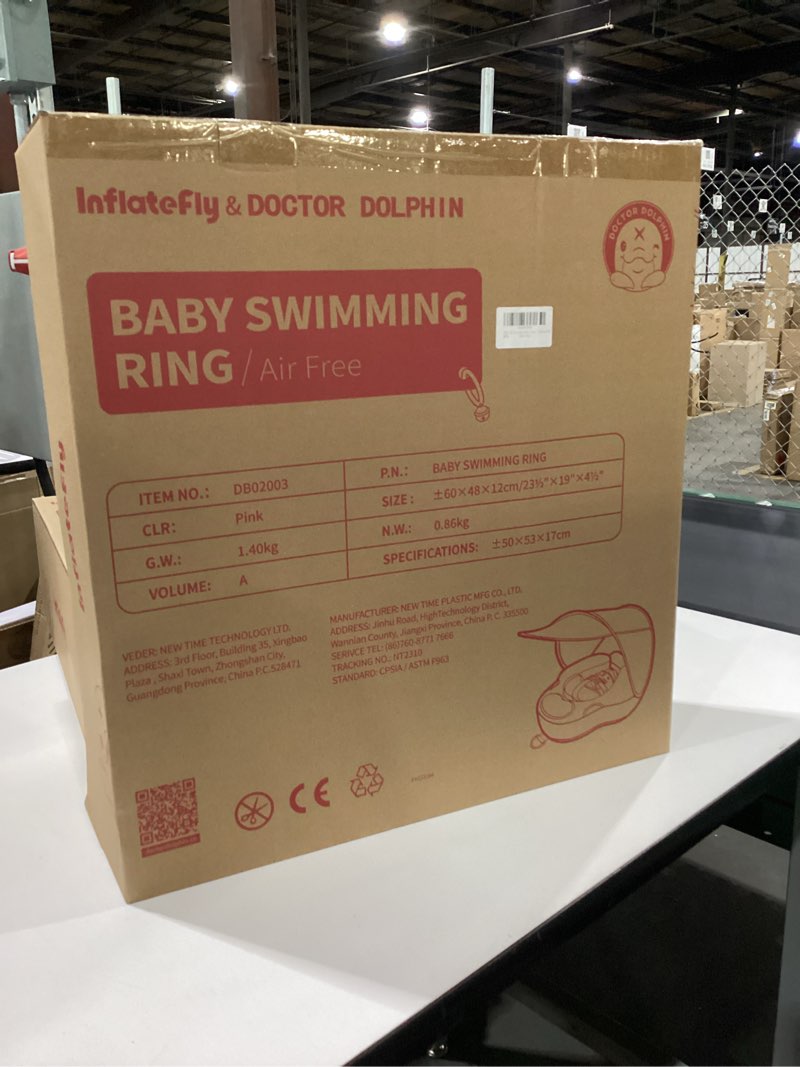 InflateFly & DOCTOR DOLPHIN
DOCTOR DOLPHIN
BABY SWIMMING
RING / Air Free
ITEM NO.: DB02003
P.N.: BABY SWIMMING RING
CLR: Pink
SIZE: ±60×48×12cm/23½"×19"×4½"
G.W.: 1.40kg
N.W.: 0.86kg
VOLUME: A
SPECIFICATIONS: ±50×53×17cm
VEDER: NEW TIME TECHNOLOGY LTD.
ADDRESS: 3rd Floor, Building 35, Xingbao
Plaza , Shaxi Town, Zhongshan City,
Guangdong Province, China P.C.528471
MANUFACTURER: NEW TIME PLASTIC MFG CO., LTD.
ADDRESS: Jinhu Road, HighTechnology District,
Wannian County, Jiangxi Province, China P. C. 335500
SERIVCE TEL: (86)760-8771 7666
TRACKING NO.: NT2310
STANDARD: CPSIA / ASTM F963
CE
InflateFly